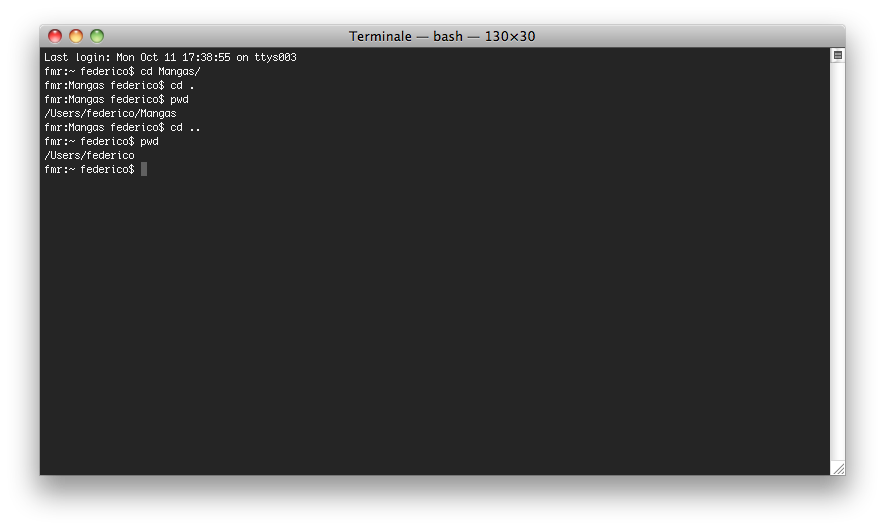 Terminale — bash — 130×30
Last login: Mon Oct 11 17:38:55 on ttys003
fmr:~ federico$ cd Mangas/
fmr:Mangas federico$ cd .
fmr:Mangas federico$ pwd
/Users/federico/Mangas
fmr:Mangas federico$ cd ..
fmr:~ federico$ pwd
/Users/federico
fmr:~ federico$